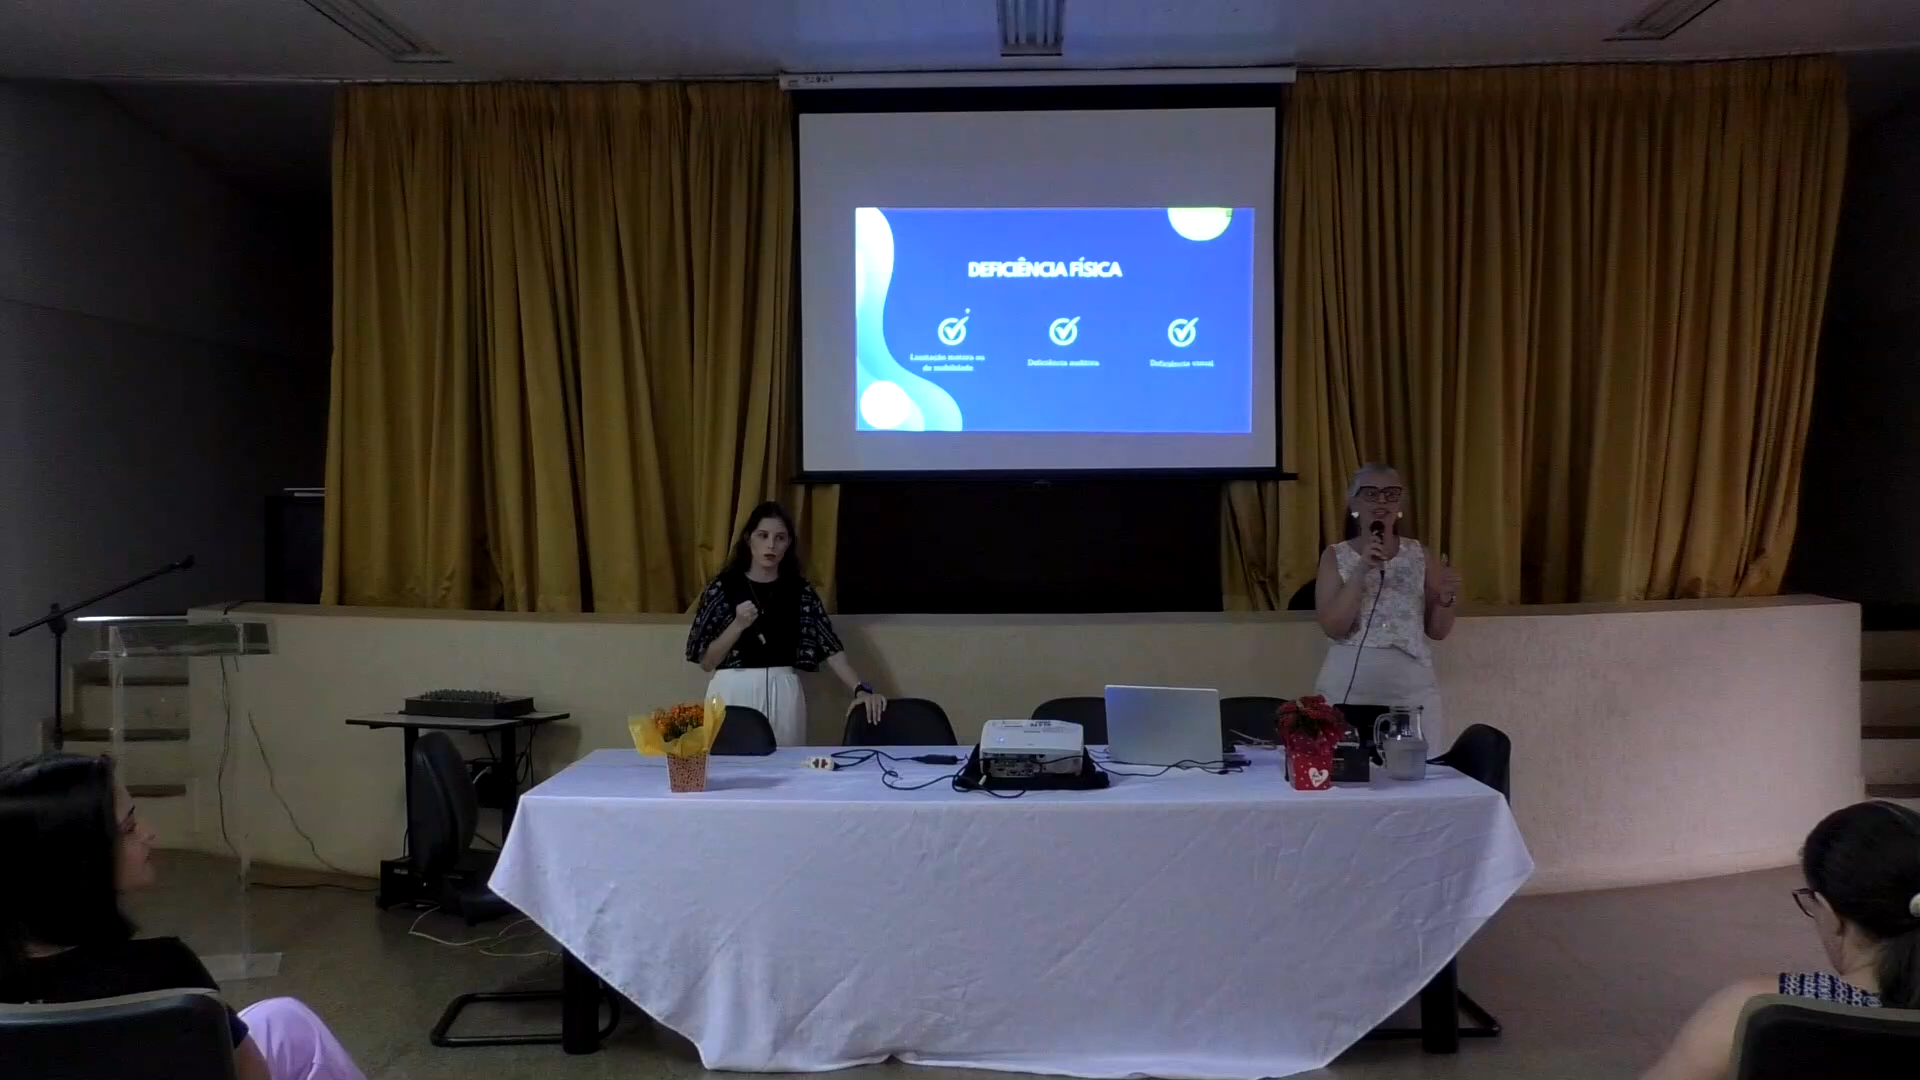 DEFICIÊNCIA FÍSICA
Limitação motora ou
de mobilidade
Deficiência auditiva
Deficiência visual